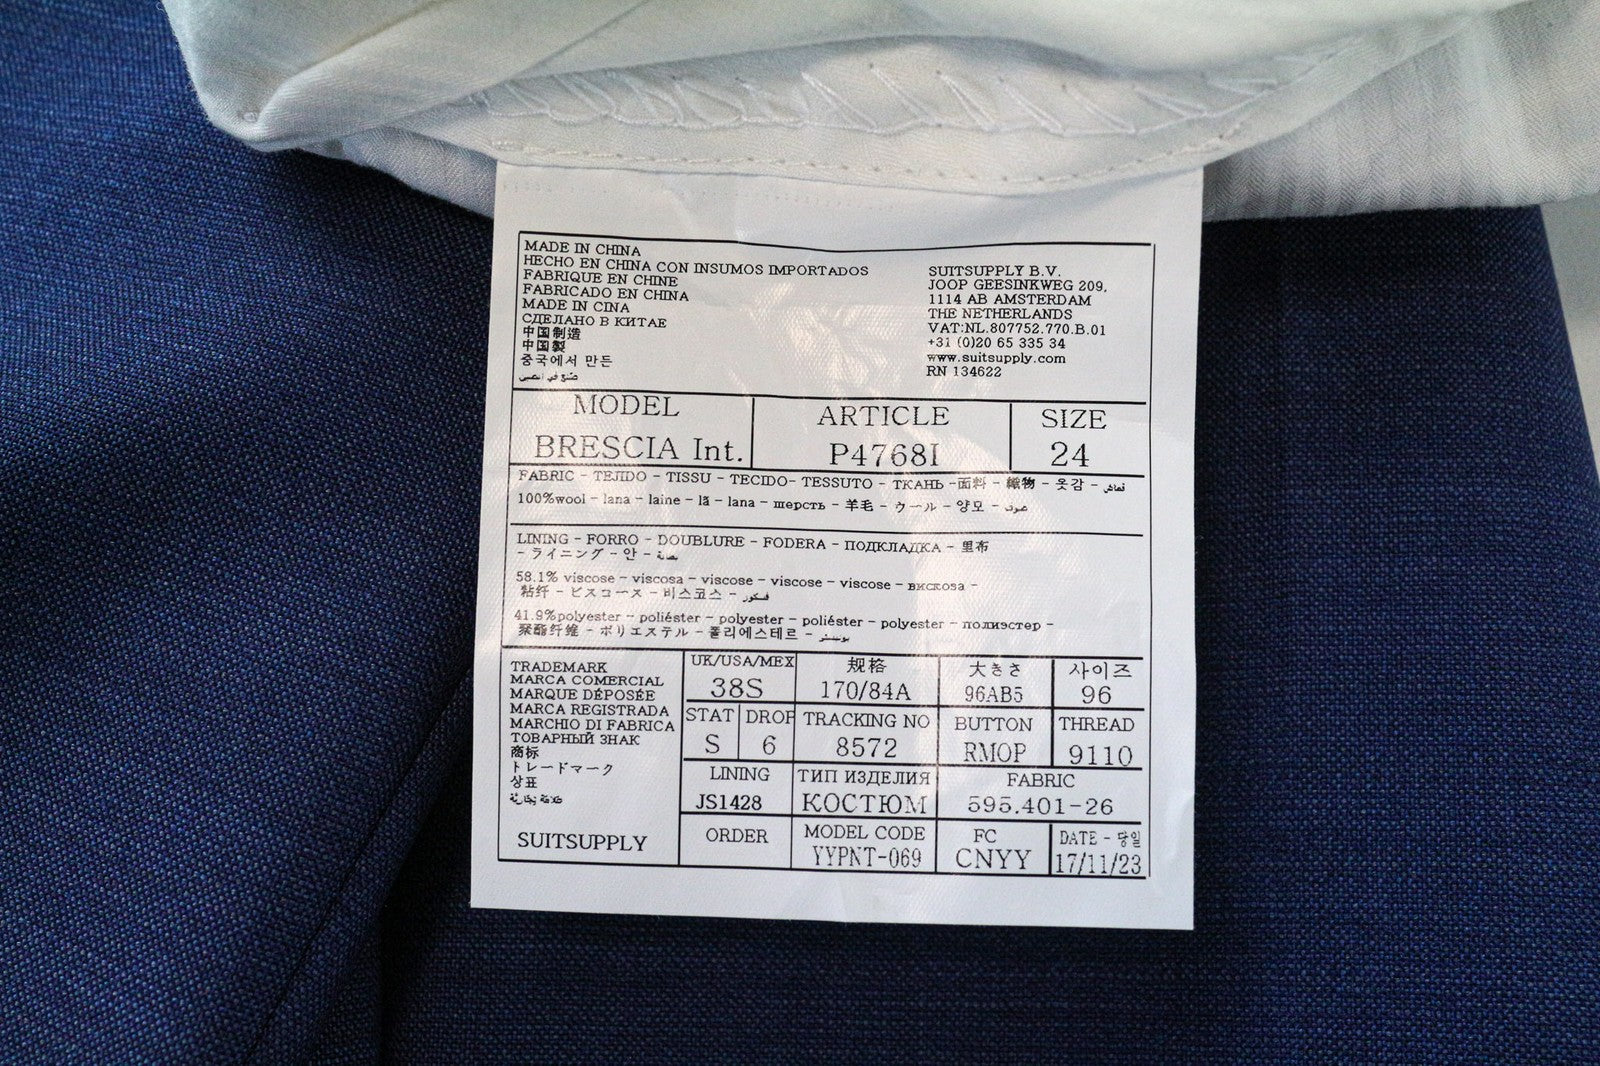 MADE IN CHINA
HECHO EN CHINA CON INSUMOS IMPORTADOS
FABRIQUE EN CHINE
FABRICADO EN CHINA
MADE IN CINA
СДЕЛАНО В КИТАЕ
中国制造
中国製
중국에서 만든
صنع في الصين
SUITSUPPLY B.V.
JOOP GEESINKWEG 209,
1114 AB AMSTERDAM
THE NETHERLANDS
VAT:NL.807752.770.B.01
+31 (0)20 65 335 34
www.suitsupply.com
RN 134622
MODEL
BRESCIA Int.
ARTICLE
P4768I
SIZE
24
FABRIC - TEJIDO - TISSU - TECIDO- TESSUTO - ТКАНЬ -面料 - 織物 - 옷감 - قماش
100%wool - lana - laine - lã - lana - шерсть - 羊毛 - ウール - 양모 - صوف
LINING - FORRO - DOUBLURE - FODERA - ПОДКЛАДКА - 里布
- ライニング - 안 -
58.1% viscose - viscosa - viscose - viscose - viscose - вискоза -
粘纤 - ビスコース - 비스코스 - فسكوز
41.9%polyester - poliéster - polyester - poliéster - polyester - полиэстер -
聚酯纤维 - ポリエステル - 폴리에스테르 -
TRADEMARK
MARCA COMERCIAL
MARQUE DÉPOSÉE
MARCA REGISTRADA
MARCHIO DI FABRICA
ТОВАРНЫЙ ЗНАК
商标
トレードマーク
상표
علامة تجارية
SUITSUPPLY
UK/USA/MEX
38S
规格
170/84A
大きさ
96AB5
사이즈
96
STAT
S
DROP
6
TRACKING NO
8572
BUTTON
RMOP
THREAD
9110
LINING
JS1428
ТИП ИЗДЕЛИЯ
КОСТЮМ
FABRIC
595.401-26
ORDER
MODEL CODE
YYPNT-069
FC
CNYY
DATE - 당일
17/11/23